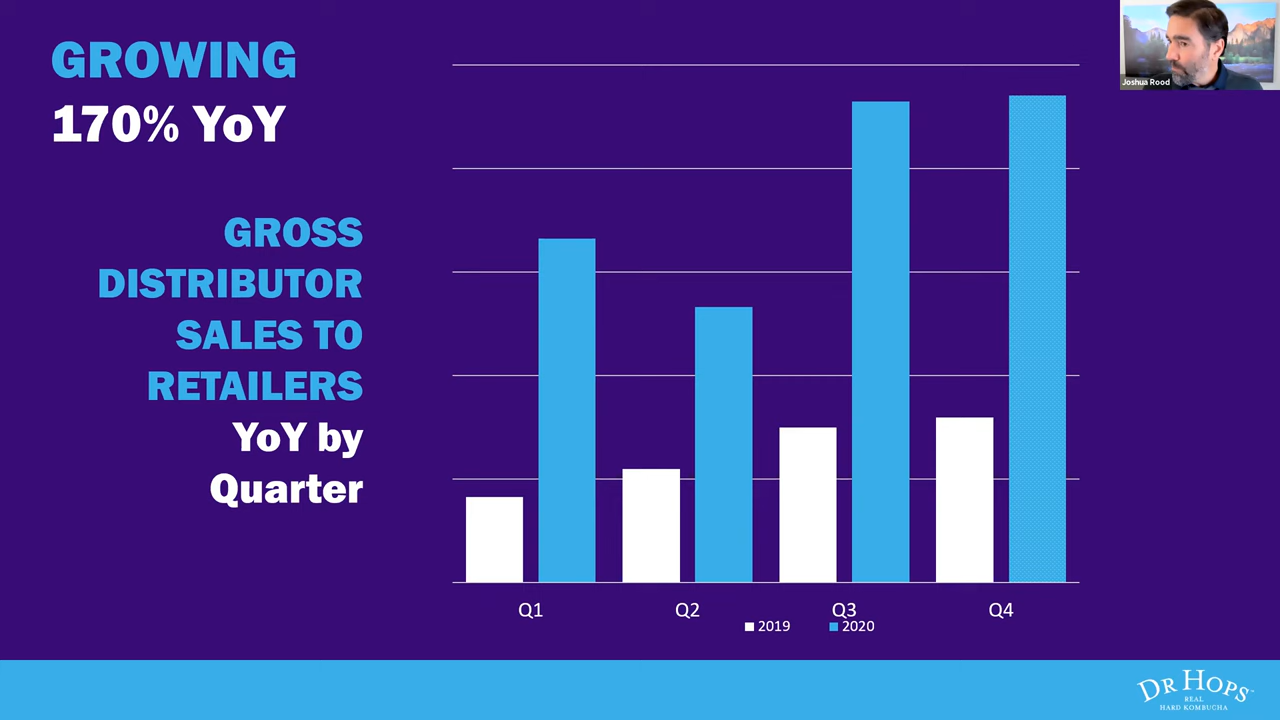 GROWING
170% YoY
GROSS
DISTRIBUTOR
SALES TO
RETAILERS
YoY by
Quarter
Q1 Q2 Q3 Q4
2019 2020
Joshua Rood
DR HOPS™
REAL
HARD KOMBUCHA